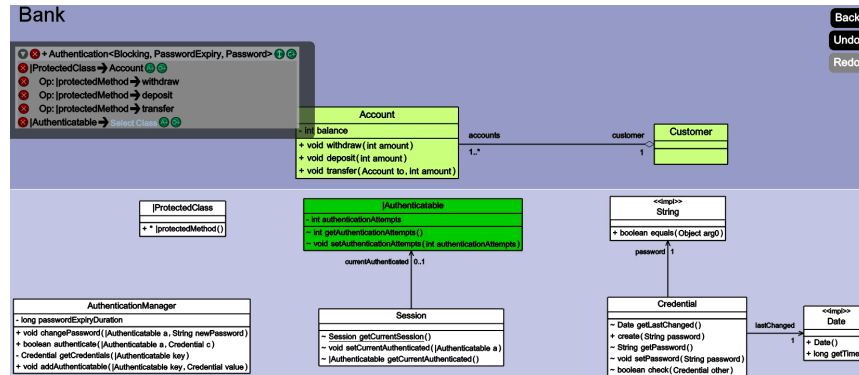 Bank
Back
Undo
Redo
+ Authentication<Blocking, PasswordExpiry, Password>
|ProtectedClass → Account
Op: |protectedMethod → withdraw
Op: |protectedMethod → deposit
Op: |protectedMethod → transfer
|Authenticatable → Select Class
Account
- int balance
+ void withdraw(int amount)
+ void deposit(int amount)
+ void transfer(Account to, int amount)
accounts
1..*
customer
1
Customer
|ProtectedClass
+ * |protectedMethod()
|Authenticatable
- int authenticationAttempts
~ int getAuthenticationAttempts()
~ void setAuthenticationAttempts(int authenticationAttempts)
<<impl>>
String
+ boolean equals(Object arg0)
currentAuthenticated 0..1
password 1
AuthenticationManager
- long passwordExpiryDuration
+ void changePassword(|Authenticatable a, String newPassword)
+ boolean authenticate(|Authenticatable a, Credential c)
- Credential getCredentials(|Authenticatable key)
+ void addAuthenticatable(|Authenticatable key, Credential value)
Session
~ Session getCurrentSession()
~ void setCurrentAuthenticated(|Authenticatable a)
~ |Authenticatable getCurrentAuthenticated()
Credential
~ Date getLastChanged()
+ create(String password)
~ String getPassword()
~ void setPassword(String password)
~ boolean check(Credential other)
lastChanged
1
<<impl>>
Date
+ Date()
+ long getTime